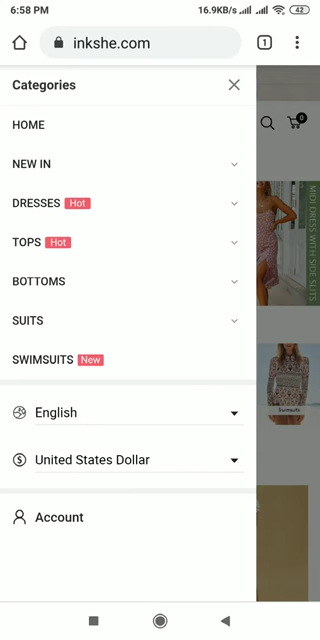 6:58 PM 16.9KB/s 42
inkshe.com 1
Categories
HOME
0
NEW IN
DRESSES Hot
MIDI DRESS WITH SIDE SLITS
TOPS Hot
BOTTOMS
SUITS
SWIMSUITS New
Swimsuits
English
United States Dollar
Account